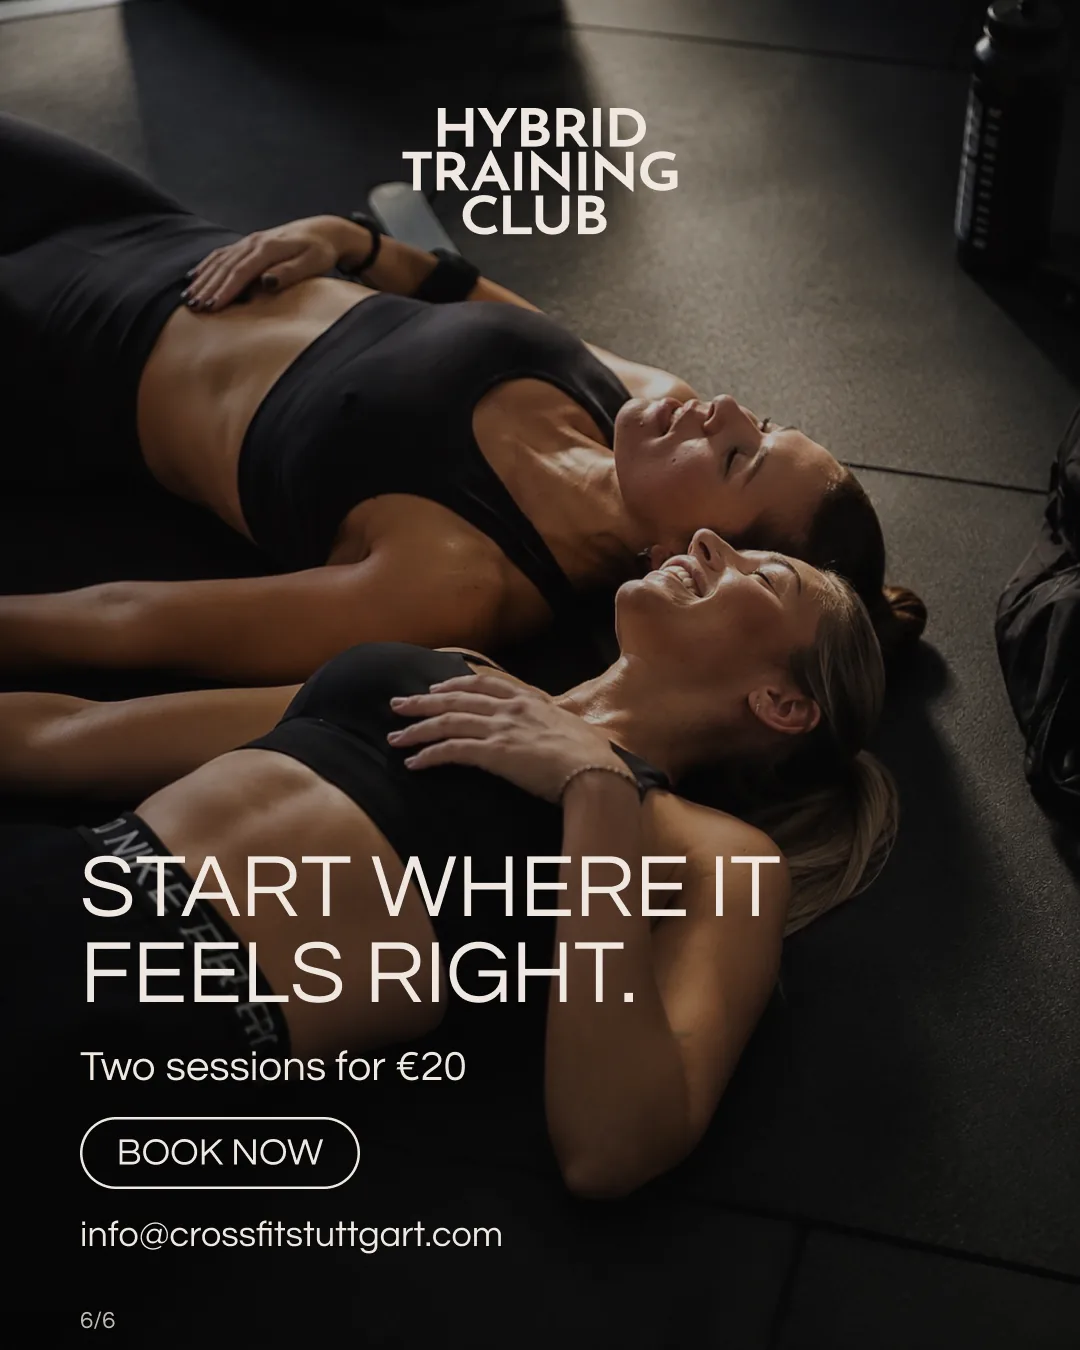 HYBRID
TRAINING
CLUB
START WHERE IT
FEELS RIGHT.
Two sessions for €20
BOOK NOW
info@crossfitstuttgart.com
6/6